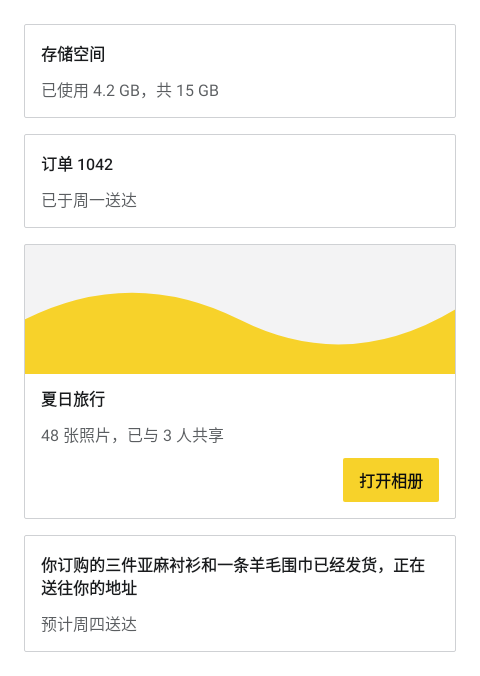 存储空间
已使用 4.2 GB，共 15 GB
订单 1042
已于周一送达
夏日旅行
48 张照片，已与 3 人共享
打开相册
你订购的三件亚麻衬衫和一条羊毛围巾已经发货，正在
送往你的地址
预计周四送达